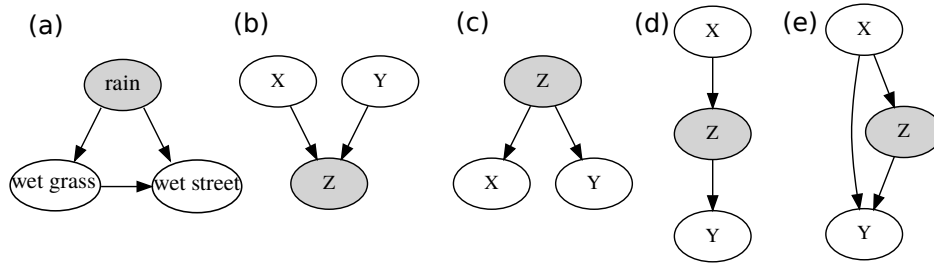 (a)
rain
wet grass
wet street
(b)
X
Y
Z
(c)
Z
X
Y
(d)
X
Z
Y
(e)
X
Z
Y